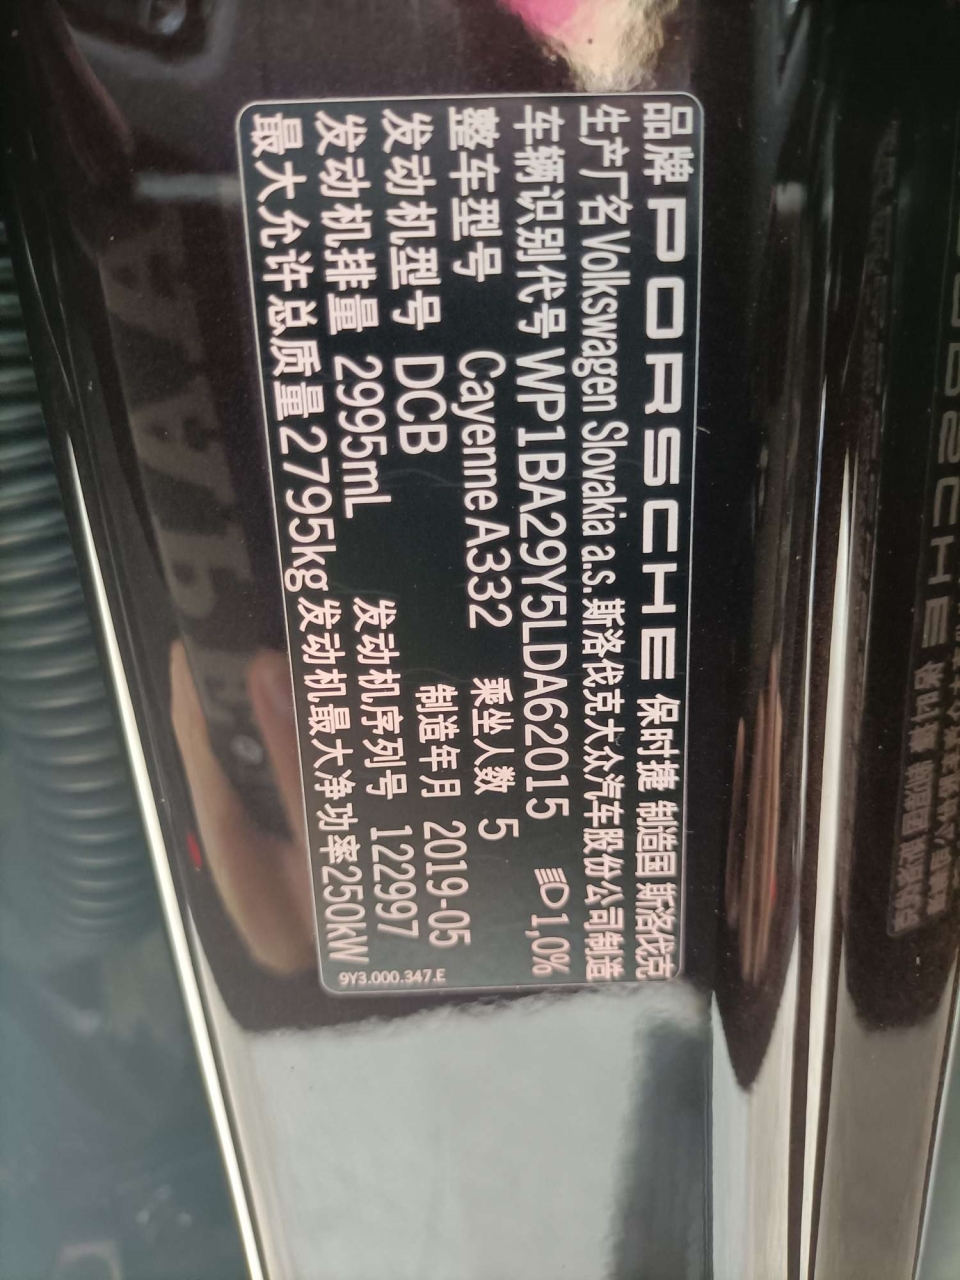 品牌 PORSCHE 保时捷 制造国 斯洛伐克
生产厂名 Volkswagen Slovakia a.s. 斯洛伐克大众汽车股份公司制造
车辆识别代号 WP1BA29Y5LDA62015 1,0%
整车型号 Cayenne A332 乘坐人数 5
发动机型号 DCB 制造年月 2019-05
发动机排量 2995mL 发动机序列号 122997
最大允许总质量 2795kg 发动机最大净功率 250kW
9Y3.000.347.E